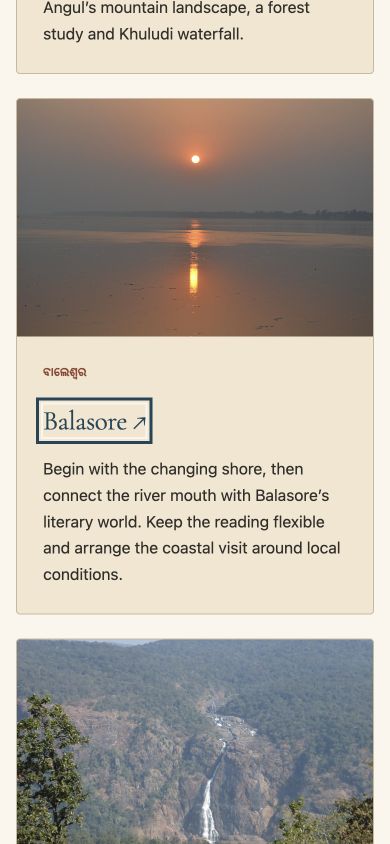 Angul’s mountain landscape, a forest
study and Khuludi waterfall.
ବାଲେଶ୍ୱର
Balasore ↗
Begin with the changing shore, then
connect the river mouth with Balasore’s
literary world. Keep the reading flexible
and arrange the coastal visit around local
conditions.